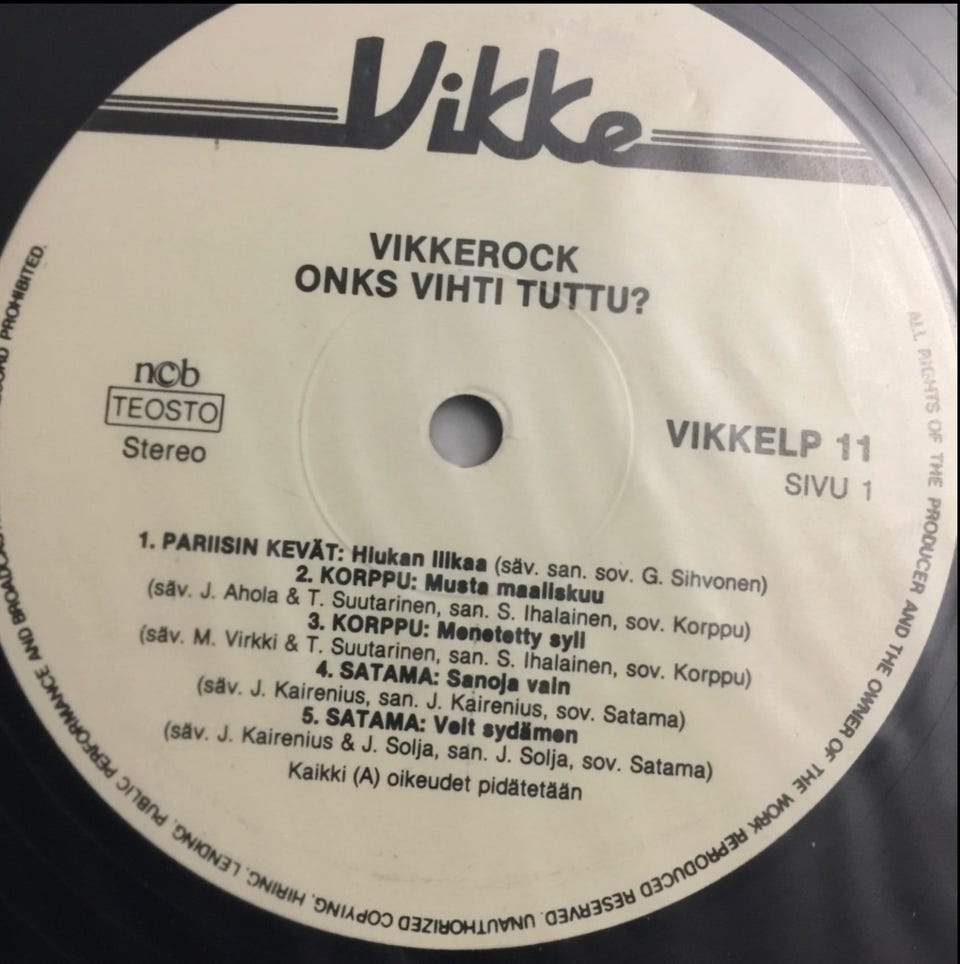 Vikke
VIKKEROCK
ONKS VIHTI TUTTU?
ncb
TEOSTO
Stereo
VIKKELP 11
SIVU 1
1. PARIISIN KEVÄT: Hiukan liikaa (säv. san. sov. G. Sihvonen)
2. KORPPU: Musta maaliskuu
(säv. J. Ahola & T. Suutarinen, san. S. Ihalainen, sov. Korppu)
3. KORPPU: Menetetty syli
(säv. M. Virkki & T. Suutarinen, san. S. Ihalainen, sov. Korppu)
4. SATAMA: Sanoja vain
(säv. J. Kairenius, san. J. Kairenius, sov. Satama)
5. SATAMA: Veit sydämen
(säv. J. Kairenius & J. Solja, san. J. Solja, sov. Satama)
Kaikki (A) oikeudet pidätetään
ALL RIGHTS OF THE PRODUCER AND THE OWNER OF THE WORK REPRODUCED RESERVED. UNAUTHORIZED COPYING, HIRING, LENDING, PUBLIC PERFORMANCE AND PROHIBITED.